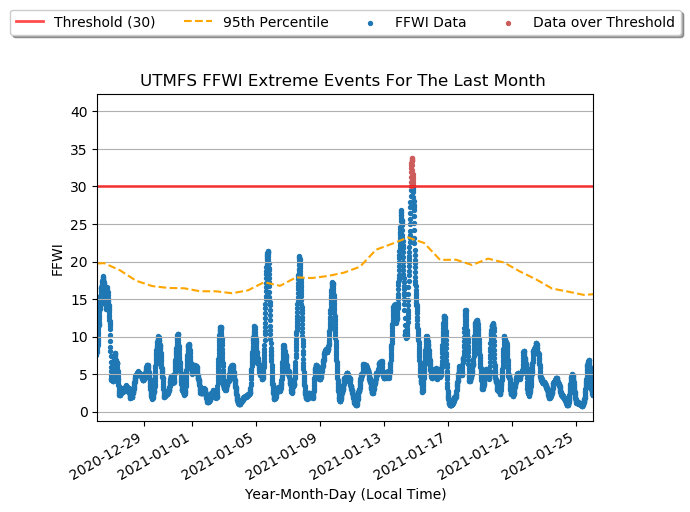 Threshold (30) 95th Percentile FFWI Data Data over Threshold
UTMFS FFWI Extreme Events For The Last Month
40
35
30
25
20
15
10
5
0
FFWI
2020-12-29 2021-01-01 2021-01-05 2021-01-09 2021-01-13 2021-01-17 2021-01-21 2021-01-25
Year-Month-Day (Local Time)